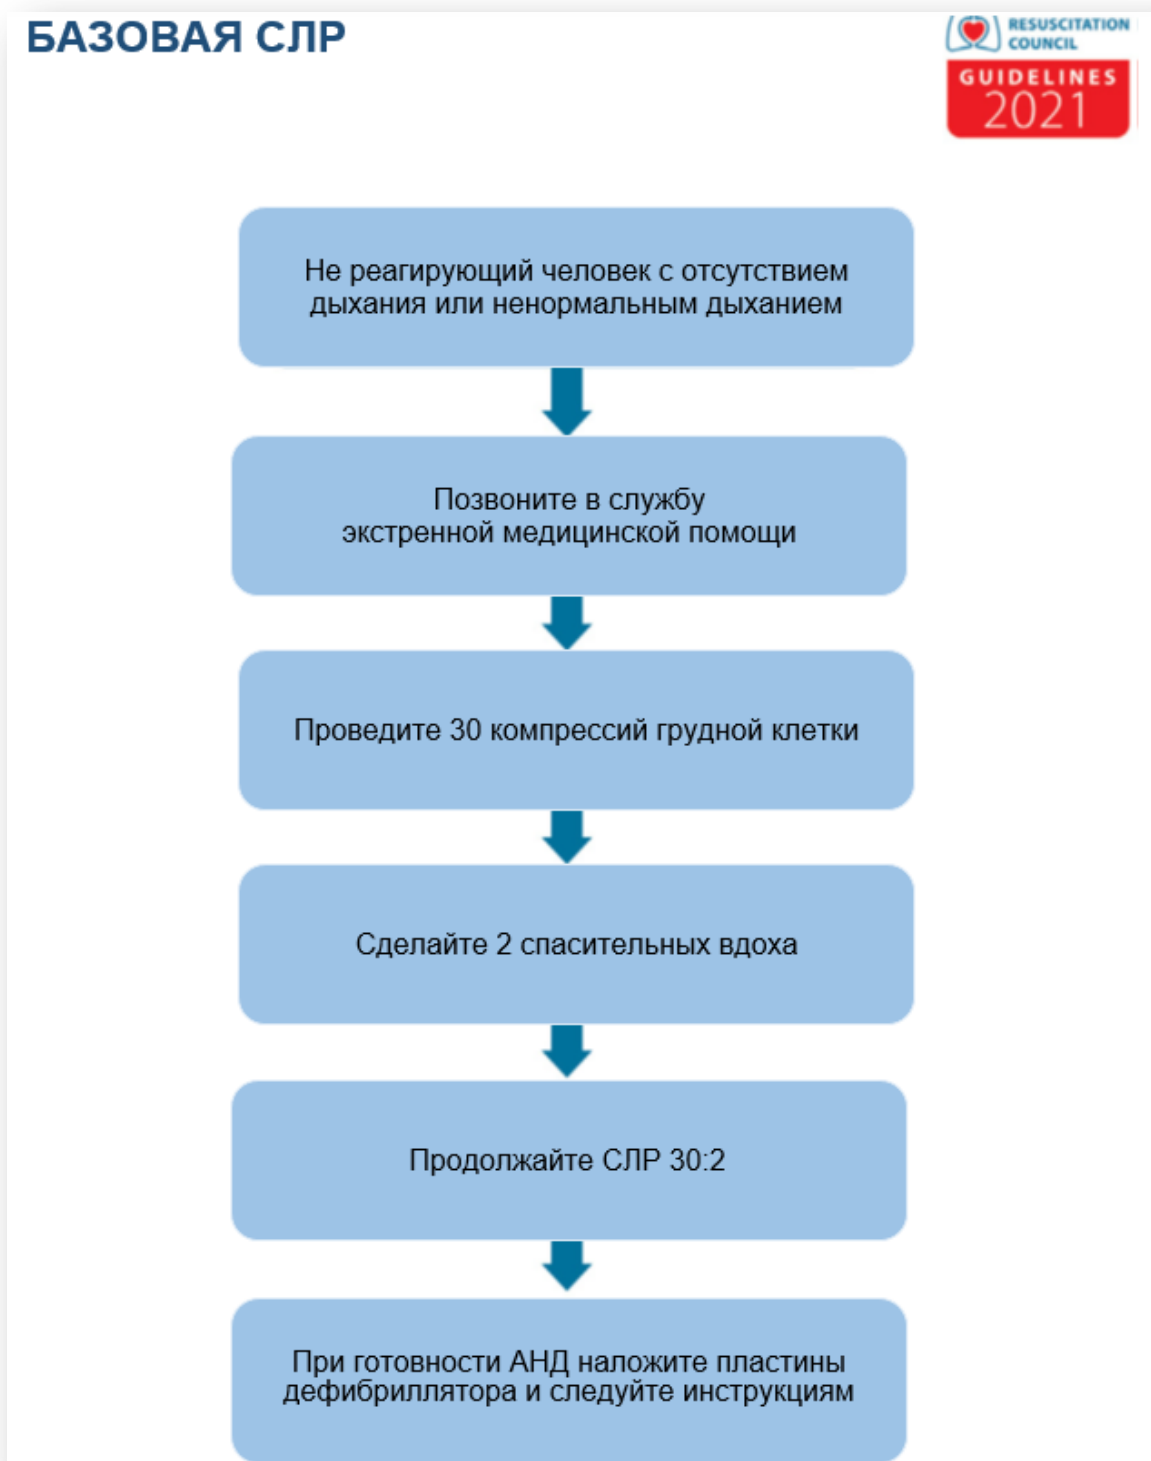 БАЗОВАЯ СЛР
RESUSCITATION
COUNCIL
GUIDELINES
2021
Не реагирующий человек с отсутствием
дыхания или ненормальным дыханием
Позвоните в службу
экстренной медицинской помощи
Проведите 30 компрессий грудной клетки
Сделайте 2 спасительных вдоха
Продолжайте СЛР 30:2
При готовности АНД наложите пластины
дефибриллятора и следуйте инструкциям